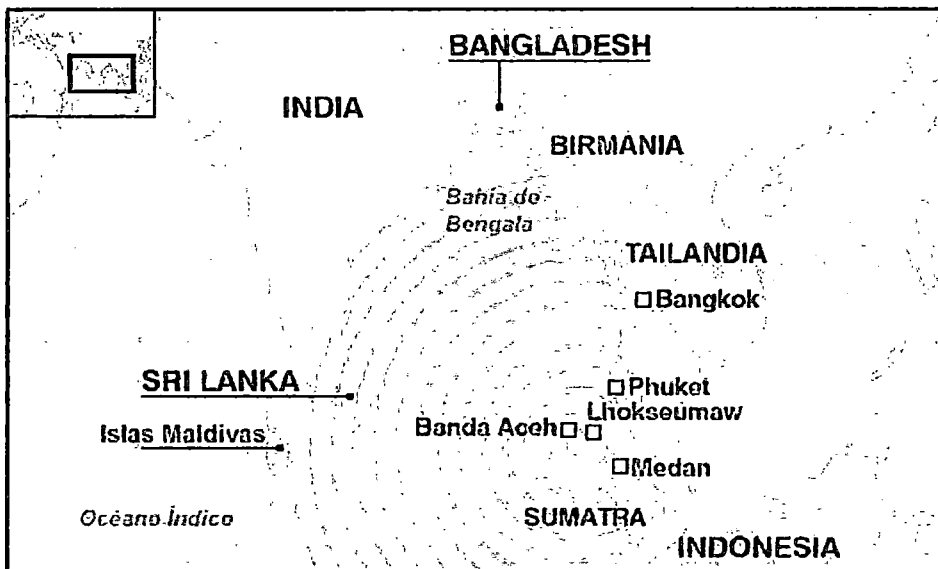 BANGLADESH
INDIA
BIRMANIA
Bahía de
Bengala
TAILANDIA
Bangkok
SRI LANKA
Phuket
Lhokseumaw
Islas Maldivas
Banda Aceh
Medan
Océano Índico
SUMATRA
INDONESIA